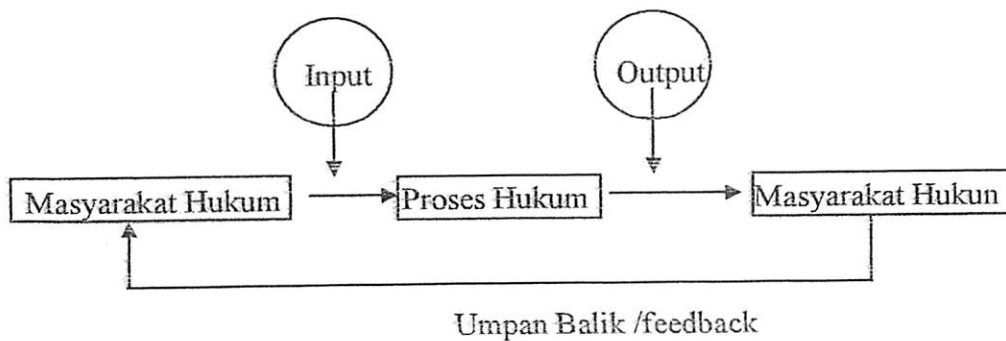 Input
Output
Masyarakat Hukum
Proses Hukum
Masyarakat Hukun
Umpan Balik /feedback